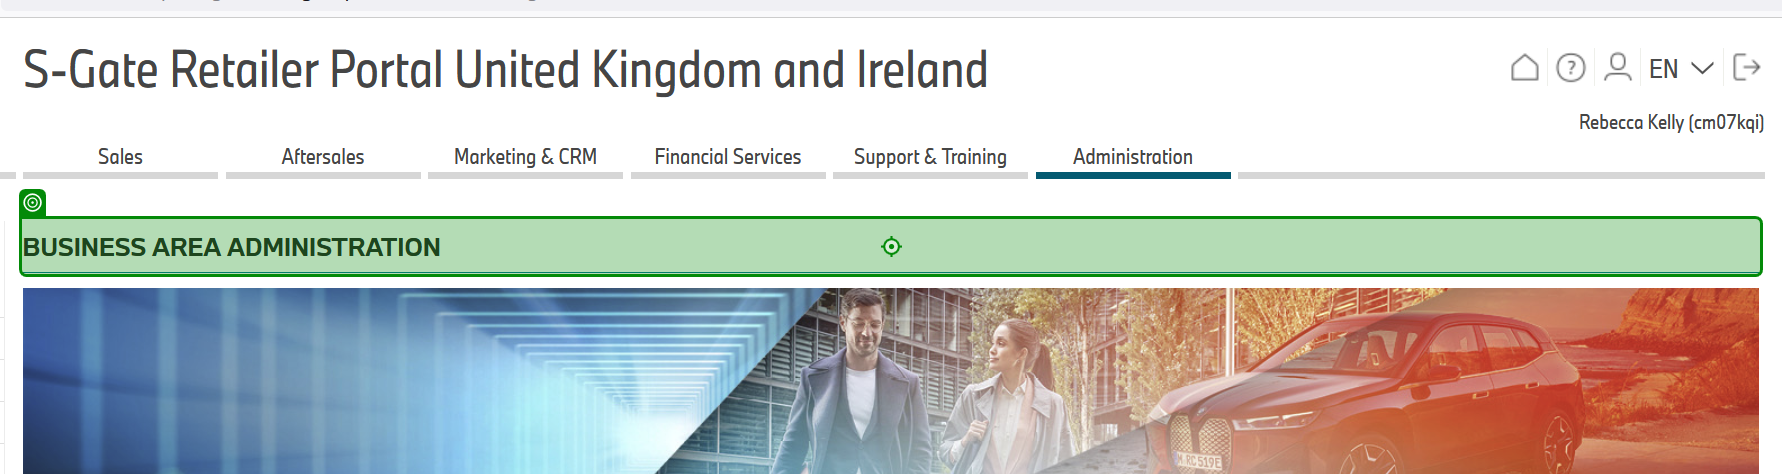 S-Gate Retailer Portal United Kingdom and Ireland
EN
Rebecca Kelly (cm07kqi)
Sales Aftersales Marketing & CRM Financial Services Support & Training Administration
BUSINESS AREA ADMINISTRATION
RC 519E